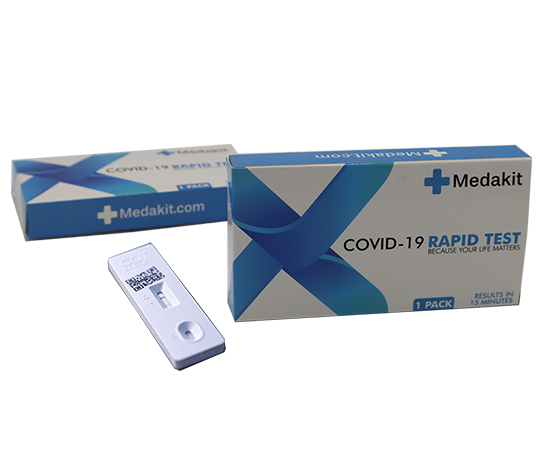 COVID-19 RAPID TEST
1 PACK
Medakit.com
Medakit.com
Medakit
COVID-19 RAPID TEST
BECAUSE YOUR LIFE MATTERS
1 PACK
RESULTS IN
15 MINUTES